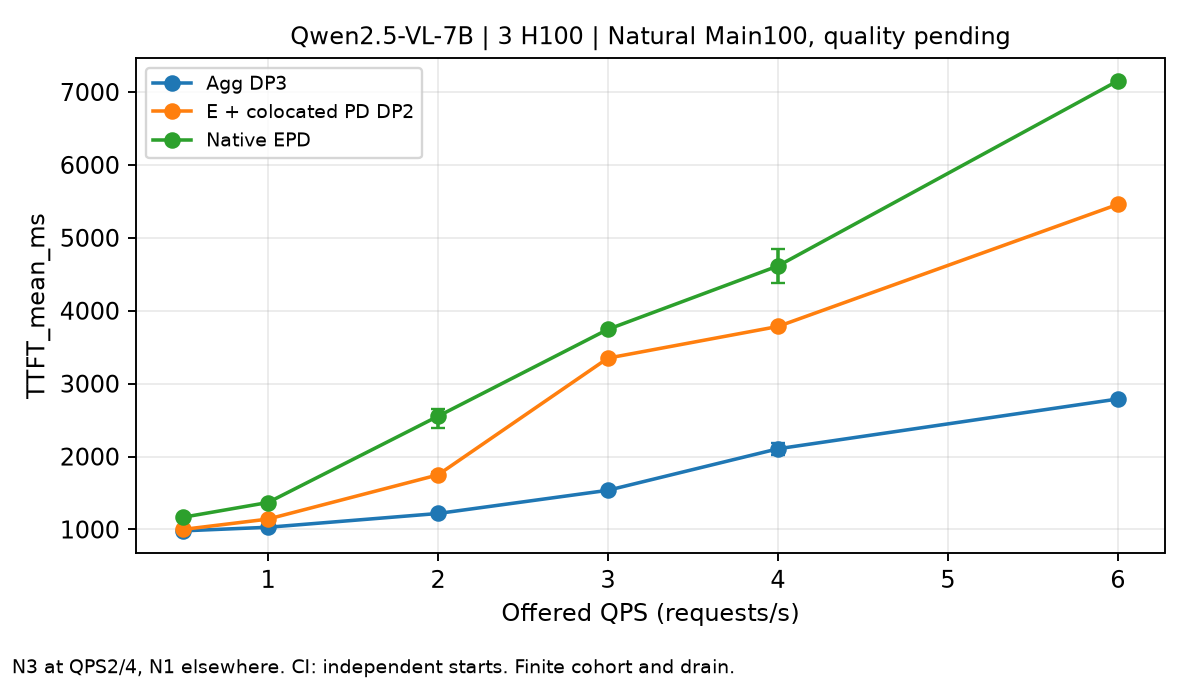 Qwen2.5-VL-7B | 3 H100 | Natural Main100, quality pending
Agg DP3
E + colocated PD DP2
Native EPD
TTFT_mean_ms
7000
6000
5000
4000
3000
2000
1000
1 2 3 4 5 6
Offered QPS (requests/s)
N3 at QPS2/4, N1 elsewhere. CI: independent starts. Finite cohort and drain.